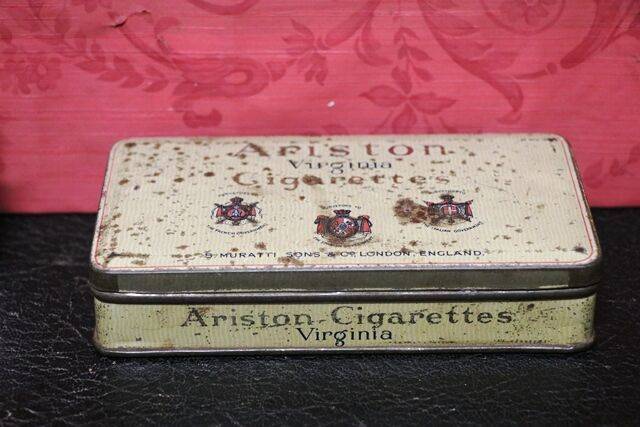 Ariston
Virginia
Cigarettes
MURATTI SONS & Co. LONDON, ENGLAND.
Ariston Cigarettes
Virginia